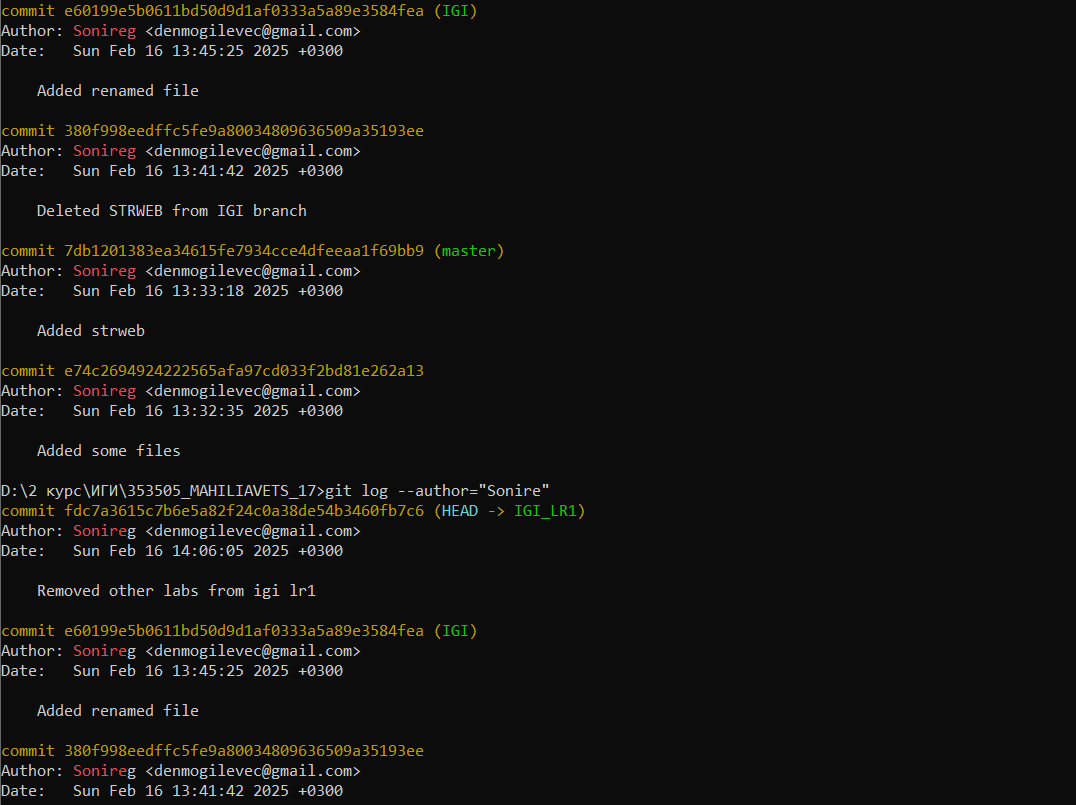 commit e60199e5b0611bd50d9d1af0333a5a89e3584fea (IGI)
Author: Sonireg <denmogilevec@gmail.com>
Date:   Sun Feb 16 13:45:25 2025 +0300
Added renamed file
commit 380f998eedffc5fe9a80034809636509a35193ee
Author: Sonireg <denmogilevec@gmail.com>
Date:   Sun Feb 16 13:41:42 2025 +0300
Deleted STRWEB from IGI branch
commit 7db1201383ea34615fe7934cce4dfeeaa1f69bb9 (master)
Author: Sonireg <denmogilevec@gmail.com>
Date:   Sun Feb 16 13:33:18 2025 +0300
Added strweb
commit e74c2694924222565afa97cd033f2bd81e262a13
Author: Sonireg <denmogilevec@gmail.com>
Date:   Sun Feb 16 13:32:35 2025 +0300
Added some files
D:\2 курс\ИГИ\353505_MAHILIAVETS_17>git log --author="Sonire"
commit fdc7a3615c7b6e5a82f24c0a38de54b3460fb7c6 (HEAD -> IGI_LR1)
Author: Sonireg <denmogilevec@gmail.com>
Date:   Sun Feb 16 14:06:05 2025 +0300
Removed other labs from igi lr1
commit e60199e5b0611bd50d9d1af0333a5a89e3584fea (IGI)
Author: Sonireg <denmogilevec@gmail.com>
Date:   Sun Feb 16 13:45:25 2025 +0300
Added renamed file
commit 380f998eedffc5fe9a80034809636509a35193ee
Author: Sonireg <denmogilevec@gmail.com>
Date:   Sun Feb 16 13:41:42 2025 +0300